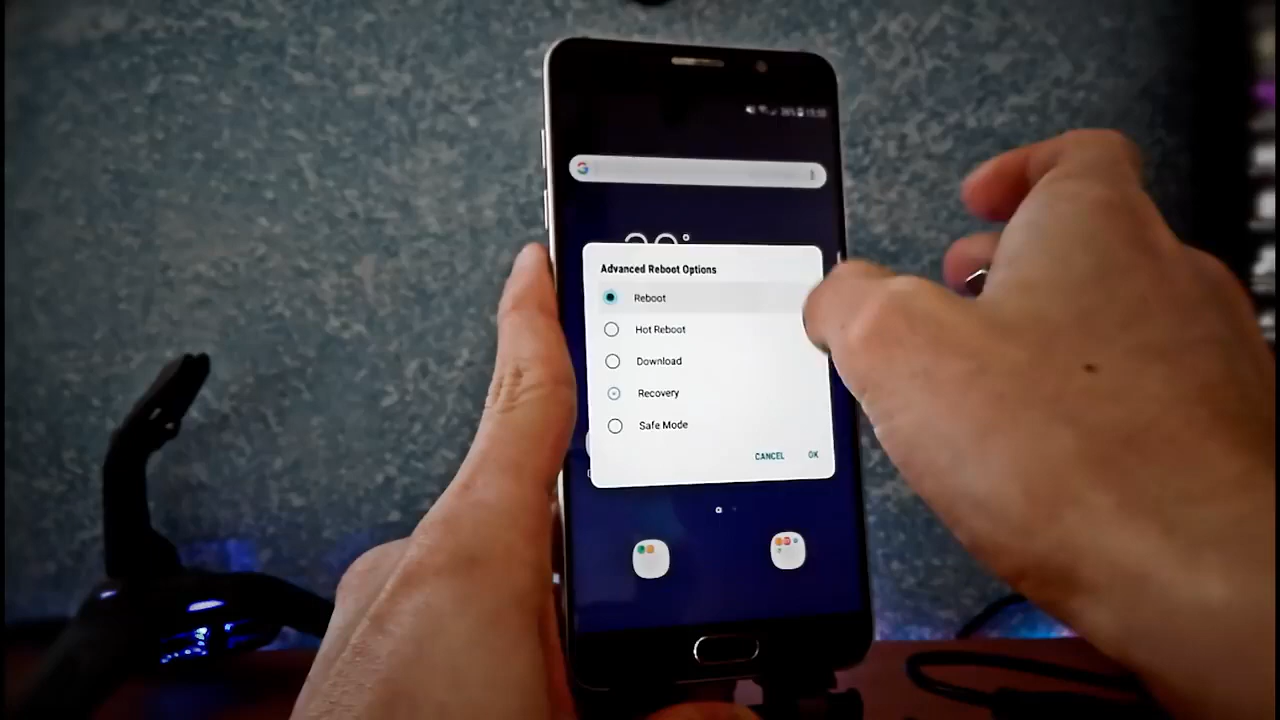 G
Advanced Reboot Options
Reboot
Hot Reboot
Download
Recovery
Safe Mode
CANCEL OK